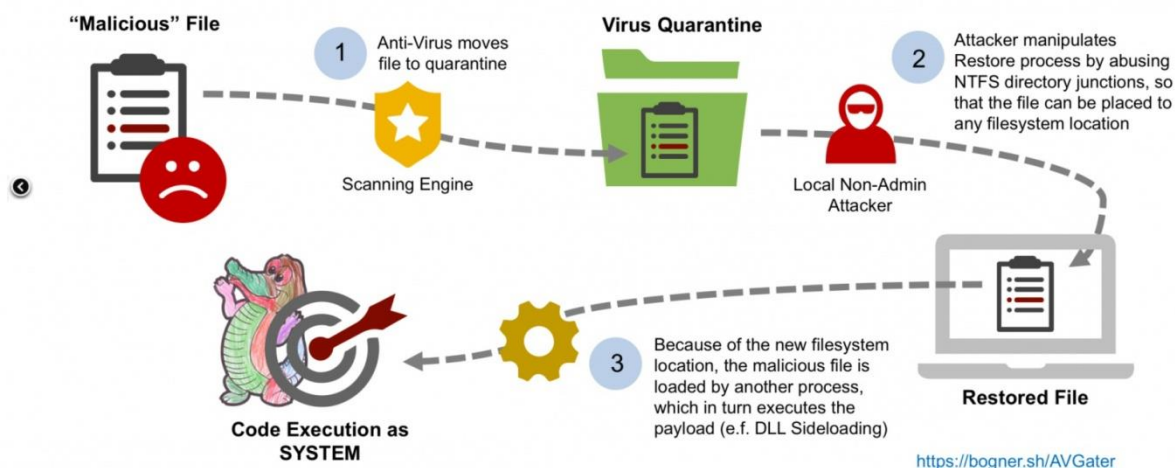 “Malicious” File
1
Anti-Virus moves
file to quarantine
Scanning Engine
Virus Quarantine
Local Non-Admin
Attacker
2
Attacker manipulates
Restore process by abusing
NTFS directory junctions, so
that the file can be placed to
any filesystem location
Restored File
3
Because of the new filesystem
location, the malicious file is
loaded by another process,
which in turn executes the
payload (e.f. DLL Sideloading)
Code Execution as
SYSTEM
https://bogner.sh/AVGater